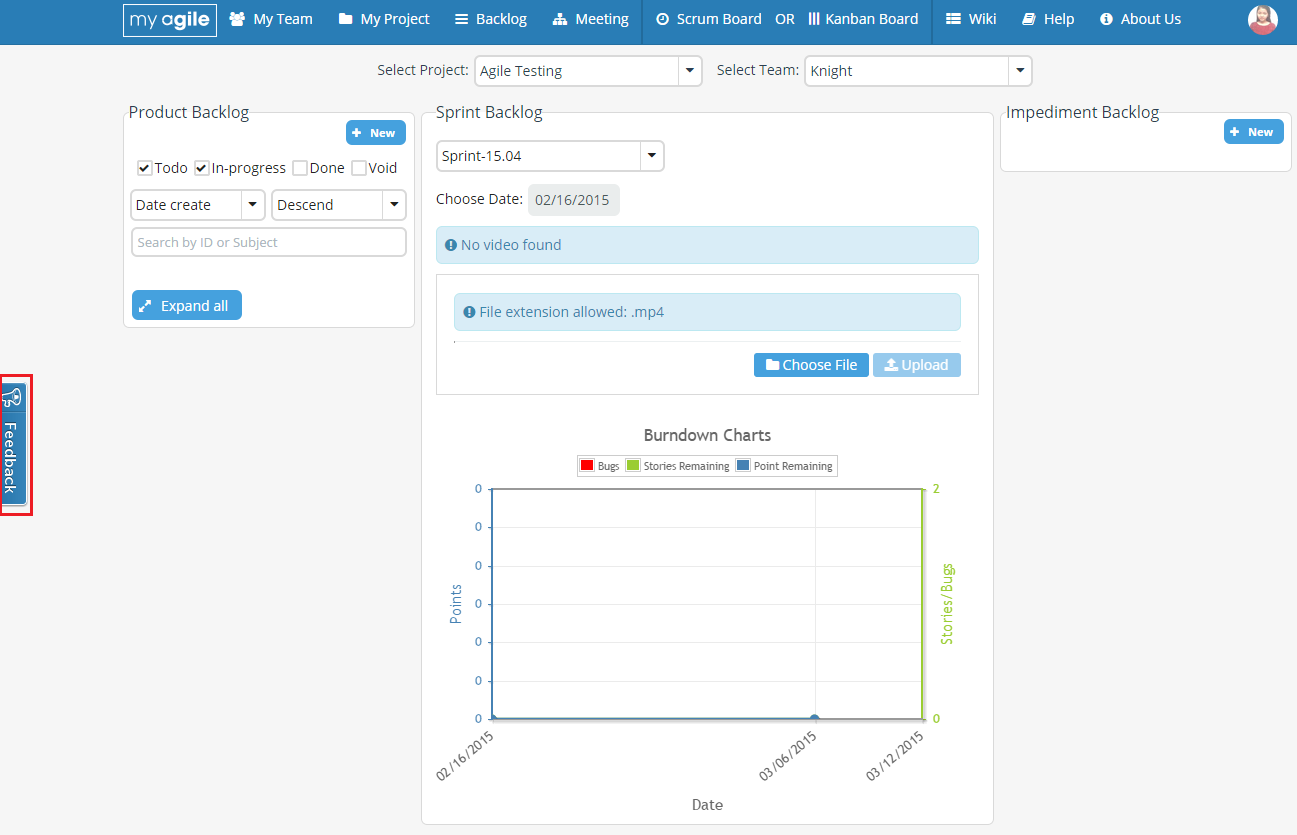 my agile My Team My Project Backlog Meeting Scrum Board OR Kanban Board Wiki Help About Us
Select Project: Agile Testing Select Team: Knight
Product Backlog
New
Todo In-progress Done Void
Date create Descend
Search by ID or Subject
Expand all
Feedback
Sprint Backlog
Sprint-15.04
Choose Date: 02/16/2015
No video found
File extension allowed: .mp4
Choose File Upload
Burndown Charts
Bugs Stories Remaining Point Remaining
0 2
0
0
0
0
0
0 0
Points
Stories/Bugs
02/16/2015 03/06/2015 03/12/2015
Date
Impediment Backlog
New